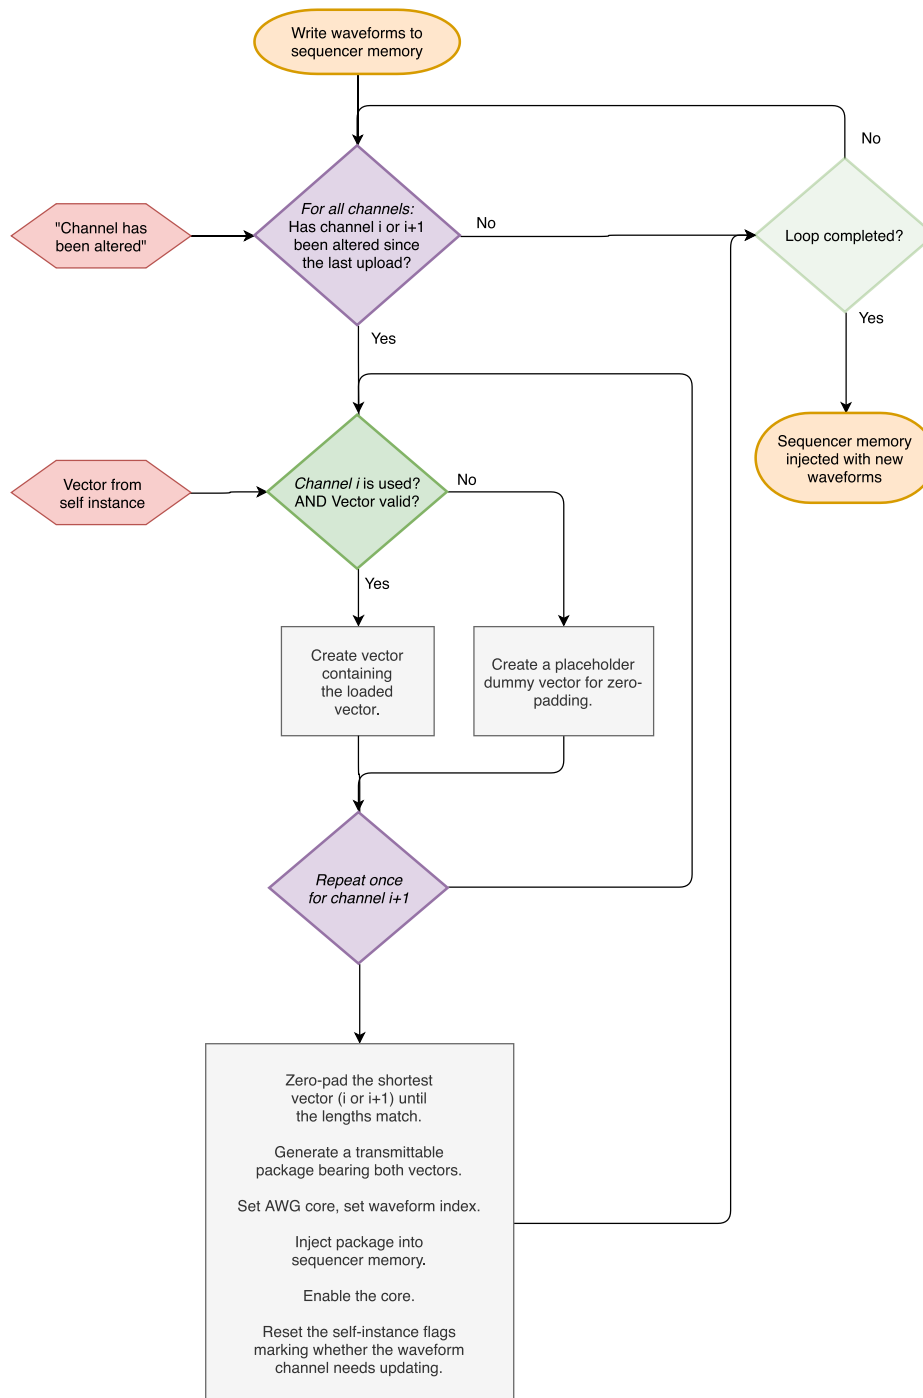 Write waveforms to
sequencer memory
No
"Channel has
been altered"
For all channels:
Has channel i or i+1
been altered since
the last upload?
No
Loop completed?
Yes
Yes
Vector from
self instance
Channel i is used?
AND Vector valid?
No
Sequencer memory
injected with new
waveforms
Yes
Create vector
containing
the loaded
vector.
Create a placeholder
dummy vector for zero-
padding.
Repeat once
for channel i+1
Zero-pad the shortest
vector (i or i+1) until
the lengths match.
Generate a transmittable
package bearing both vectors.
Set AWG core, set waveform index.
Inject package into
sequencer memory.
Enable the core.
Reset the self-instance flags
marking whether the waveform
channel needs updating.